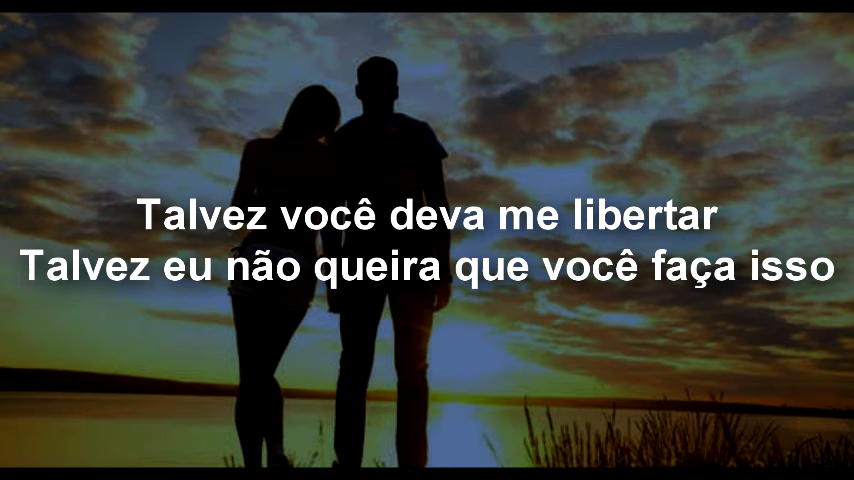 Talvez você deva me libertar
Talvez eu não queira que você faça isso